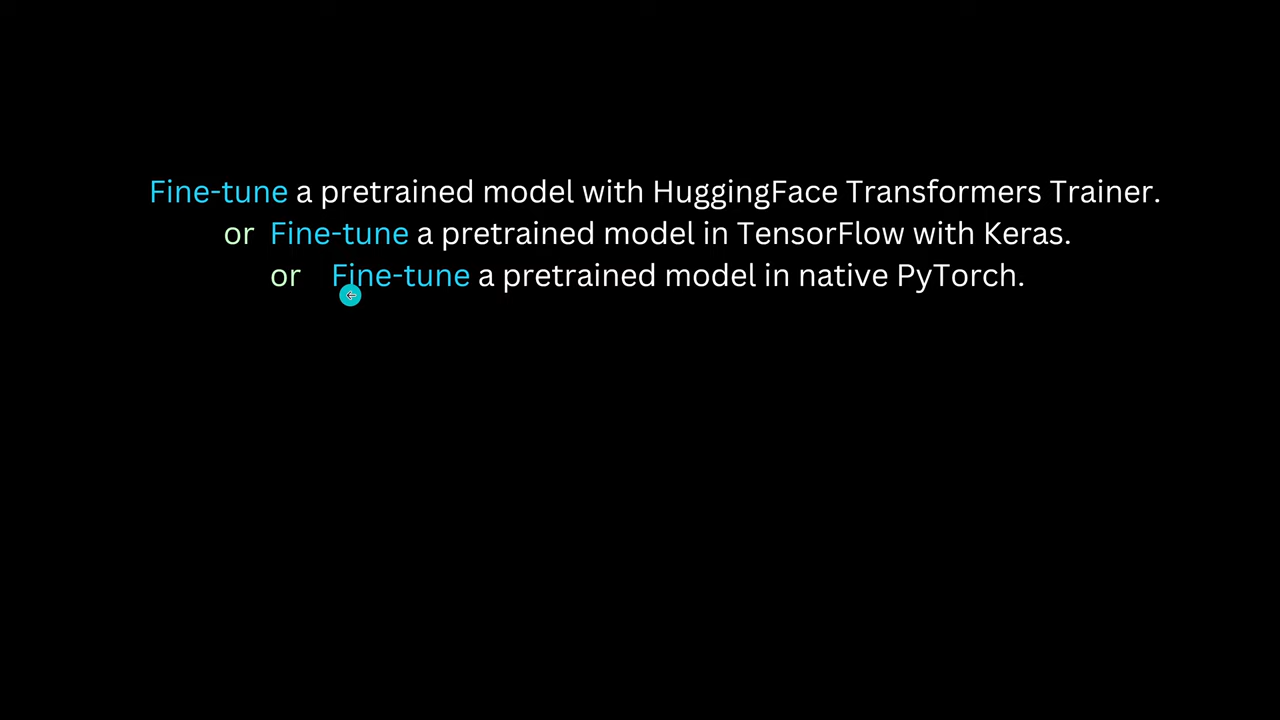 Fine-tune a pretrained model with HuggingFace Transformers Trainer.
or Fine-tune a pretrained model in TensorFlow with Keras.
or Fine-tune a pretrained model in native PyTorch.